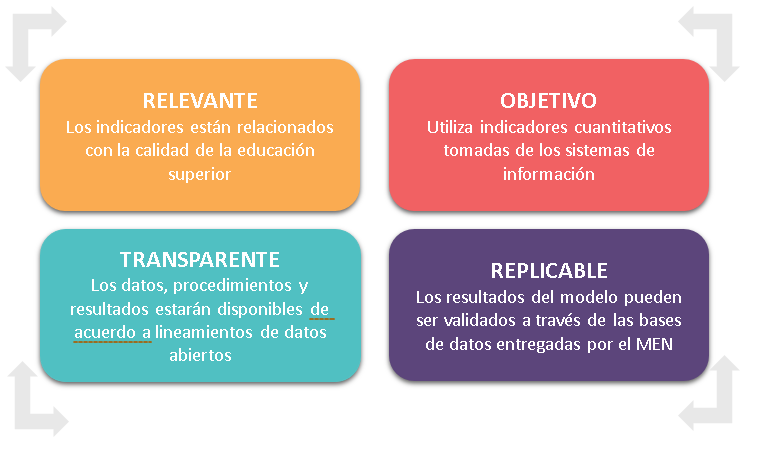 RELEVANTE
Los indicadores están relacionados
con la calidad de la educación
superior
OBJETIVO
Utiliza indicadores cuantitativos
tomadas de los sistemas de
información
TRANSPARENTE
Los datos, procedimientos y
resultados estarán disponibles de
acuerdo a lineamientos de datos
abiertos
REPLICABLE
Los resultados del modelo pueden
ser validados a través de las bases
de datos entregadas por el MEN